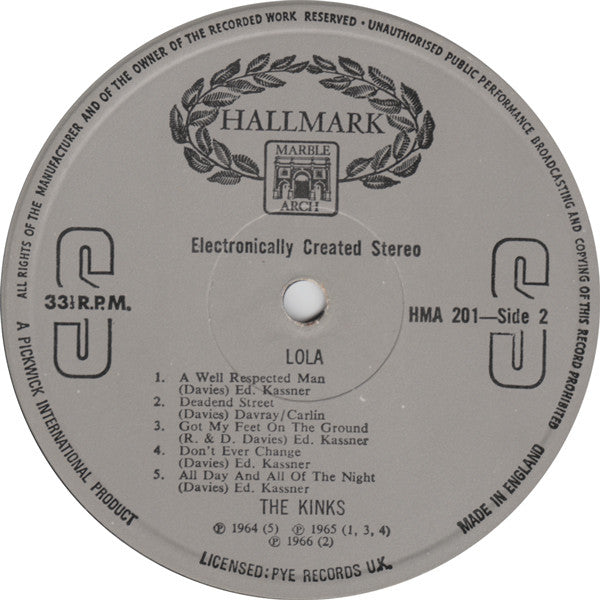 ALL RIGHTS OF THE MANUFACTURER AND OF THE OWNER OF THE RECORDED WORK RESERVED · UNAUTHORISED PUBLIC PERFORMANCE BROADCASTING AND COPYING OF THIS RECORD PROHIBITED
HALLMARK
MARBLE
ARCH
Electronically Created Stereo
33⅓ R.P.M.
HMA 201—Side 2
LOLA
1. A Well Respected Man
(Davies) Ed. Kassner
2. Deadend Street
(Davies) Davray/Carlin
3. Got My Feet On The Ground
(R. & D. Davies) Ed. Kassner
4. Don't Ever Change
(Davies) Ed. Kassner
5. All Day And All Of The Night
(Davies) Ed. Kassner
THE KINKS
℗ 1964 (5) ℗ 1965 (1, 3, 4)
℗ 1966 (2)
A PICKWICK INTERNATIONAL PRODUCT
LICENSED: PYE RECORDS U.K.
MADE IN ENGLAND